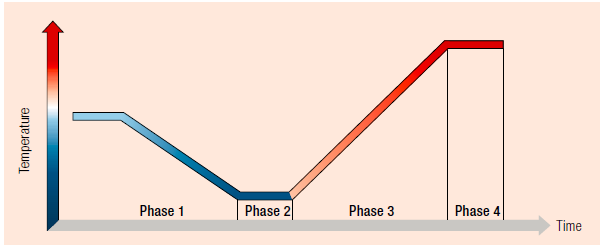 Temperature
Phase 1
Phase 2
Phase 3
Phase 4
Time